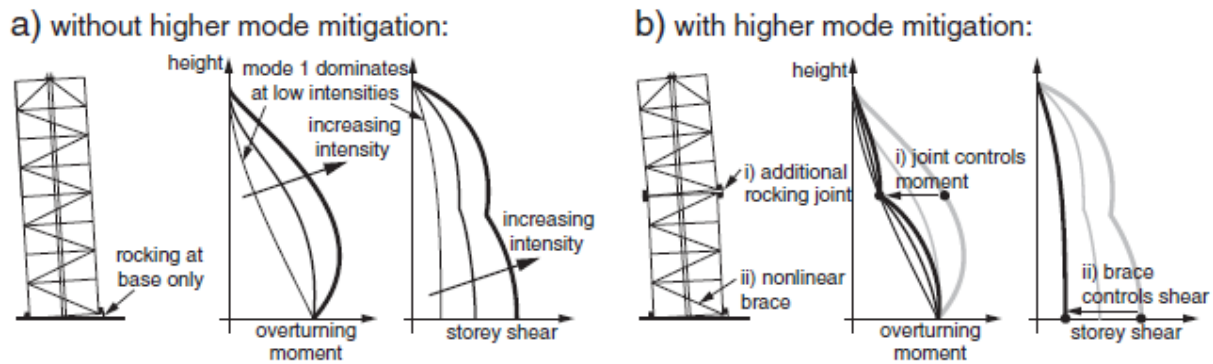 a) without higher mode mitigation:
height
mode 1 dominates
at low intensities
increasing
intensity
increasing
intensity
rocking at
base only
overturning
moment
storey shear
b) with higher mode mitigation:
height
i) additional
rocking joint
i) joint controls
moment
ii) nonlinear
brace
ii) brace
controls shear
overturning
moment
storey shear